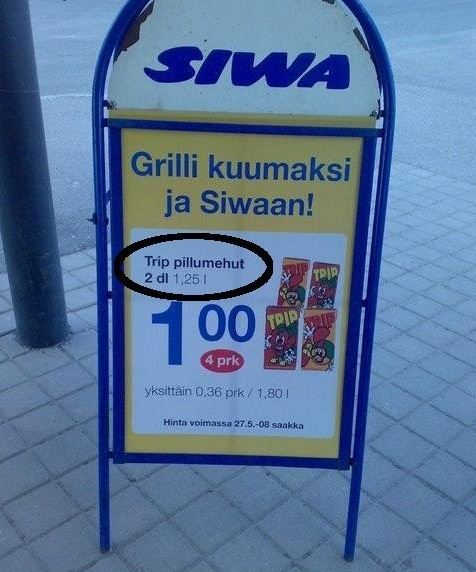 SIWA
Grilli kuumaksi
ja Siwaan!
Trip pillumehut
2 dl 1,25 l
1 00
4 prk
TRIP
TRIP
TRIP
TRIP
yksittäin 0,36 prk / 1,80 l
Hinta voimassa 27.5.-08 saakka